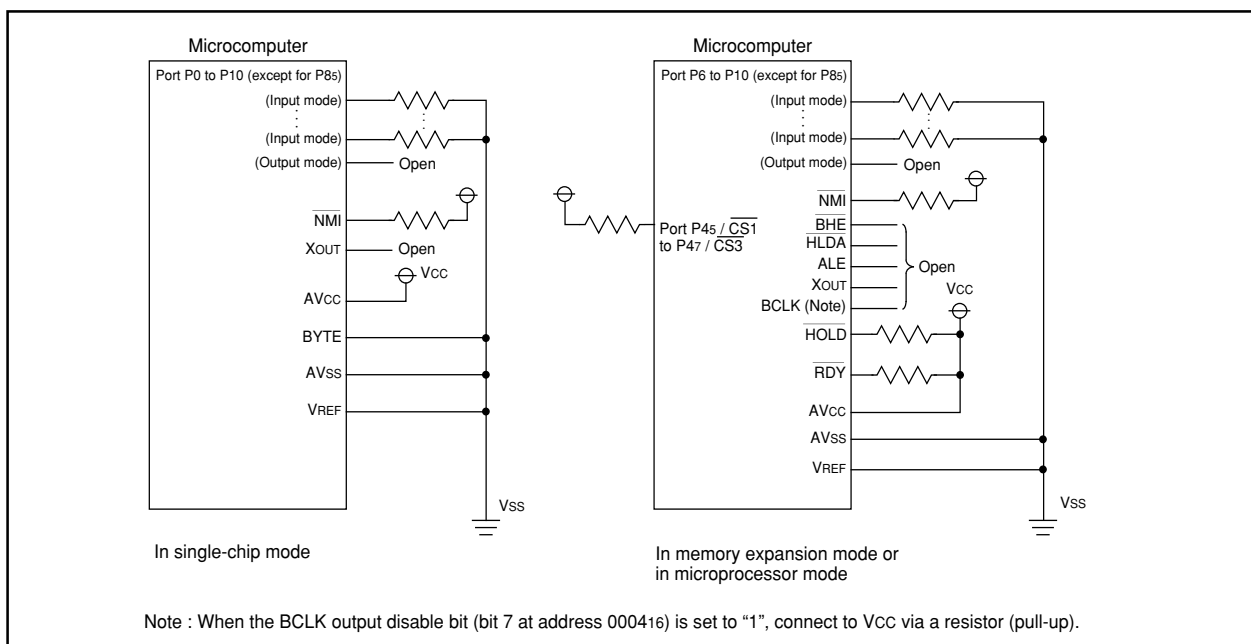 Microcomputer
Port P0 to P10 (except for P85)
(Input mode)
(Input mode)
(Output mode)
Open
NMI
XOUT
Open
VCC
AVCC
BYTE
AVSS
VREF
VSS
In single-chip mode
Microcomputer
Port P6 to P10 (except for P85)
(Input mode)
(Input mode)
(Output mode)
Open
NMI
Port P45 / CS1
to P47 / CS3
BHE
HLDA
ALE
Open
XOUT
VCC
BCLK (Note)
HOLD
RDY
AVCC
AVSS
VREF
VSS
In memory expansion mode or
in microprocessor mode
Note : When the BCLK output disable bit (bit 7 at address 000416) is set to “1”, connect to VCC via a resistor (pull-up).